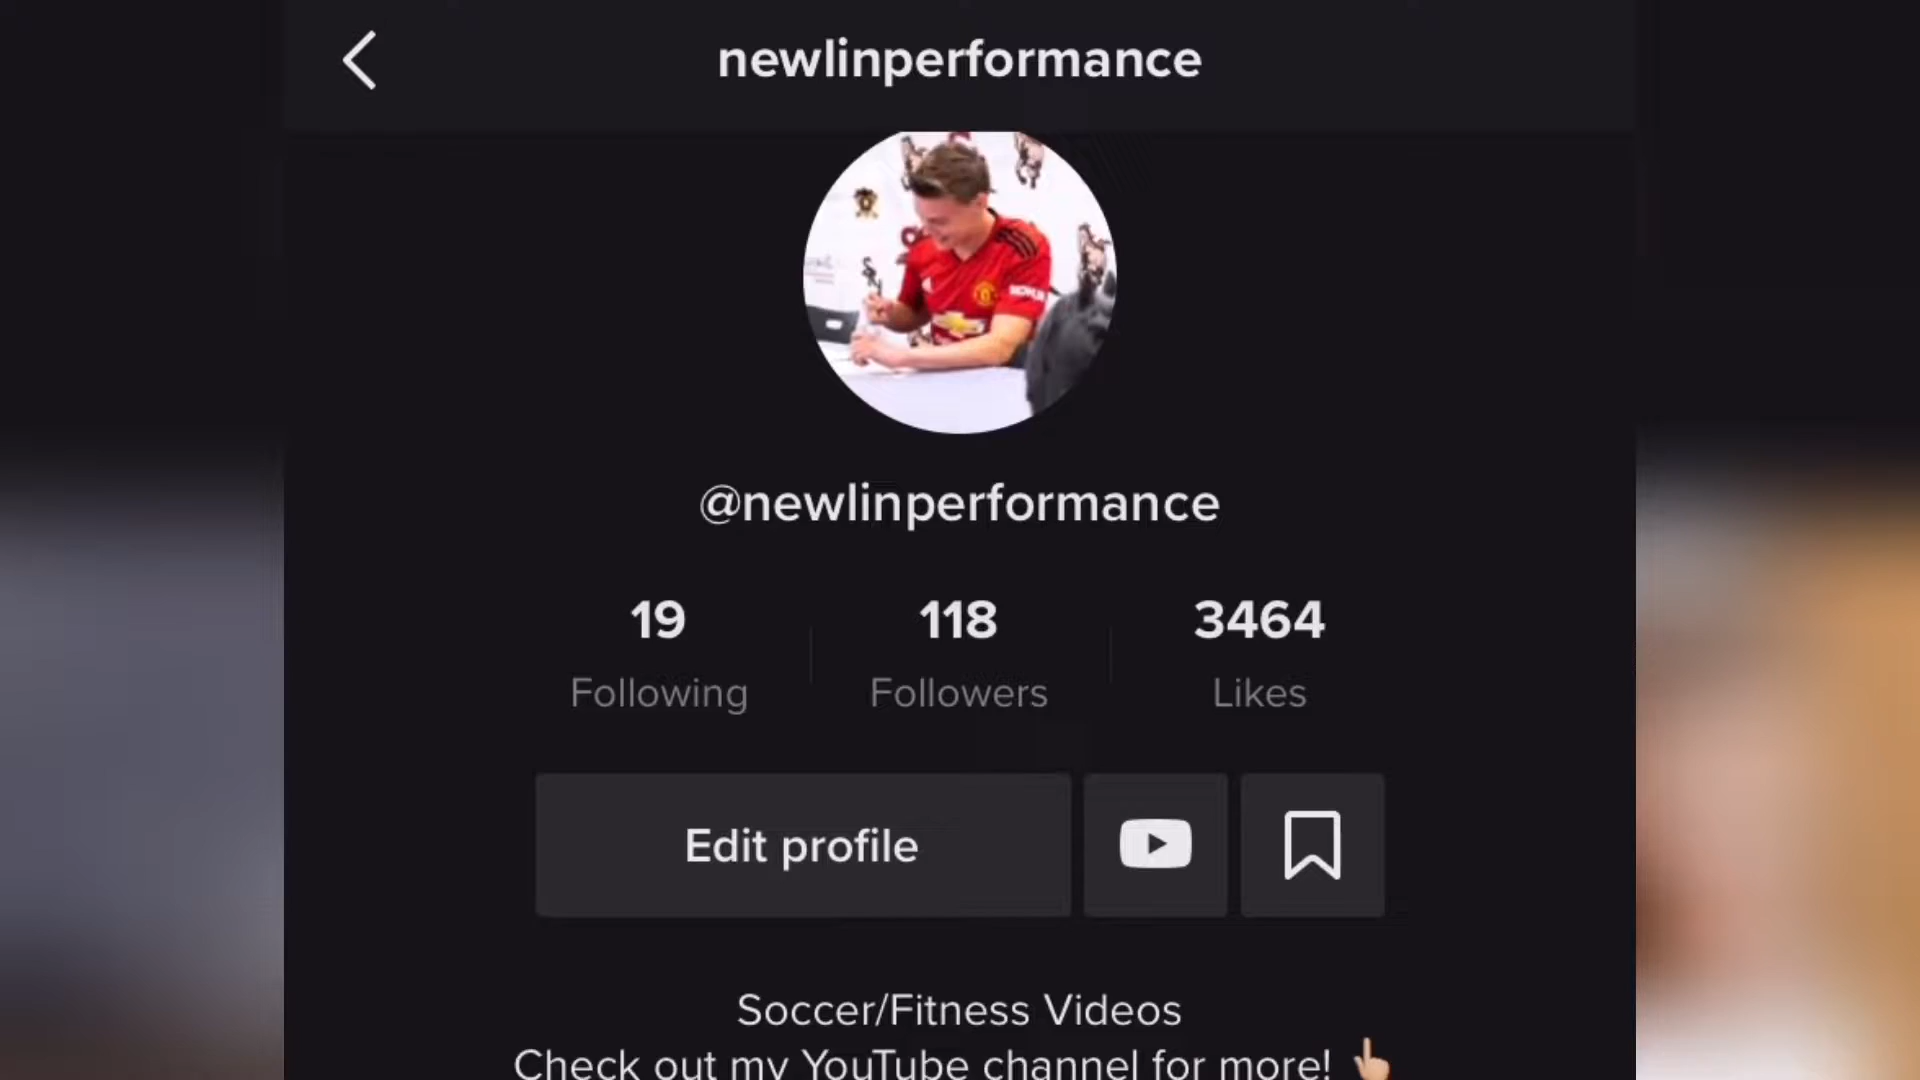 newlinperformance
@newlinperformance
19 118 3464
Following Followers Likes
Edit profile
Soccer/Fitness Videos
Check out my YouTube channel for more! 👆🏼